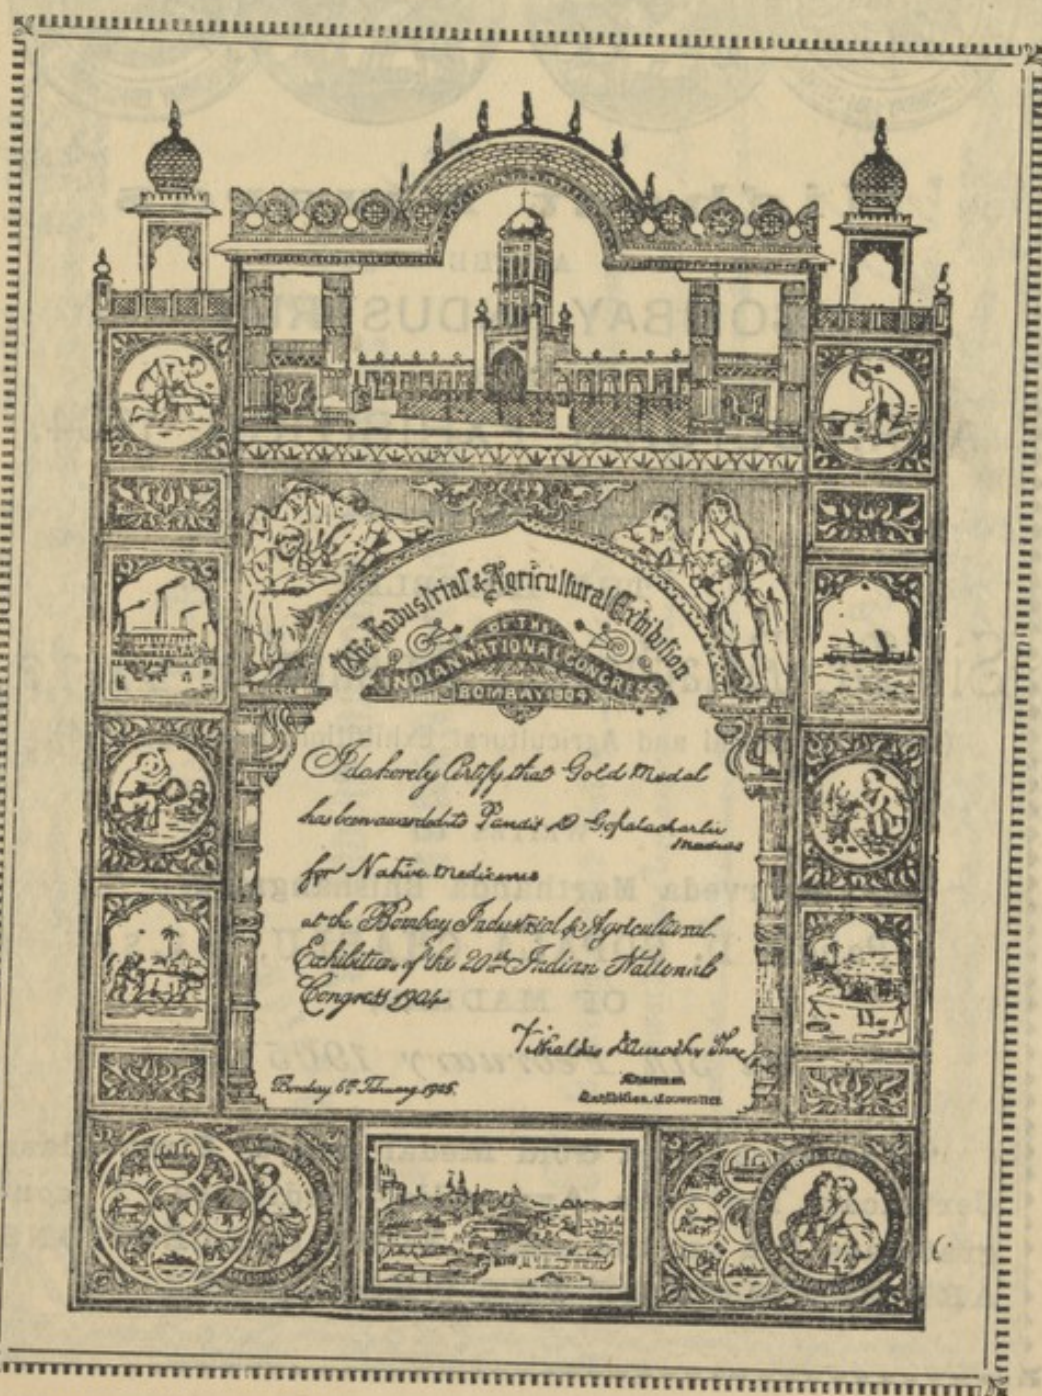 The Industrial & Agricultural Exhibition
OF THE
INDIAN NATIONAL CONGRESS
BOMBAY 1904
I do hereby Certify that Gold Medal
has been awarded to Pandit D Gopalacharlu
Madras
for Native Medicines
at the Bombay Industrial & Agricultural
Exhibition of the 20th Indian National
Congress 1904
Vithaldas Damodher
Chairman
Exhibition Committee
Bombay 6th February 1905.